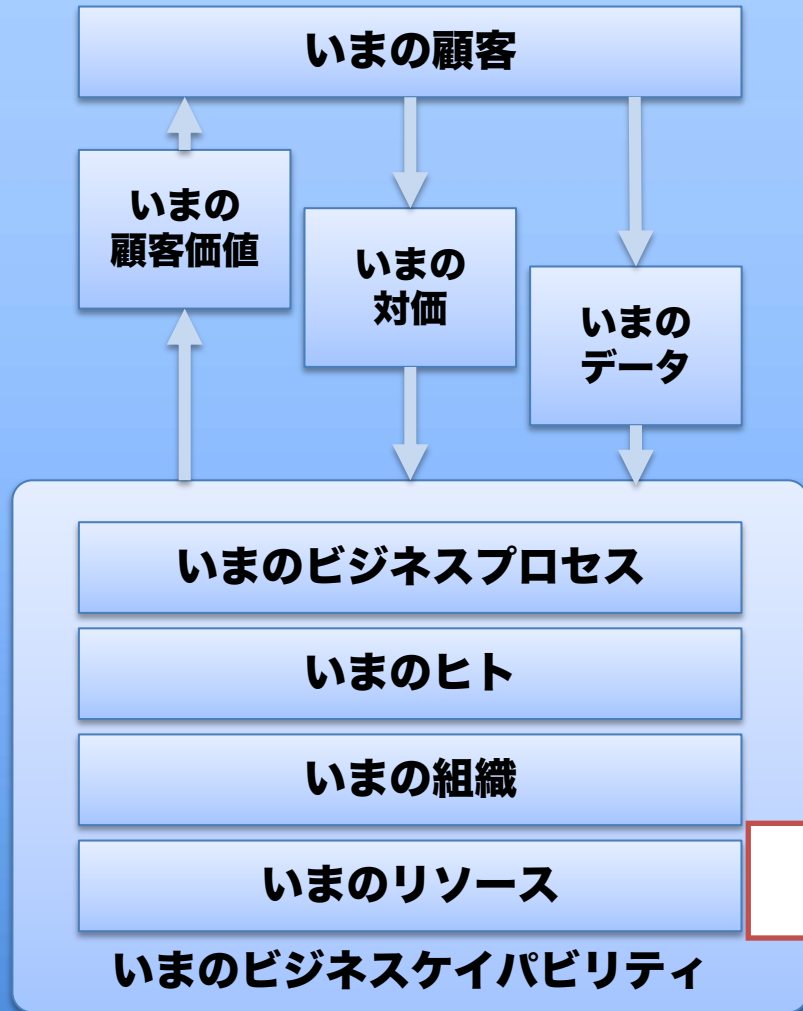 いまの顧客
いまの
顧客価値
いまの
対価
いまの
データ
いまのビジネスプロセス
いまのヒト
いまの組織
いまのリソース
いまのビジネスケイパビリティ